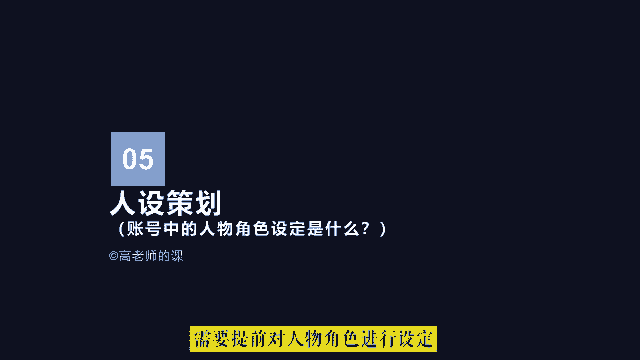 05
人设策划
（账号中的人物角色设定是什么？）
©高老师的课
需要提前对人物角色进行设定